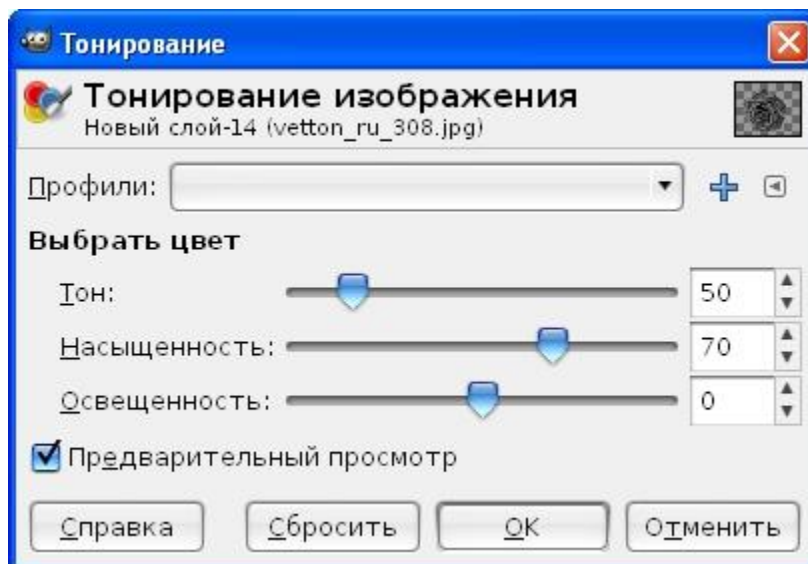 Тонирование
Тонирование изображения
Новый слой-14 (vetton_ru_308.jpg)
Профили:
Выбрать цвет
Тон: 50
Насыщенность: 70
Освещенность: 0
Предварительный просмотр
Справка Сбросить OK Отменить